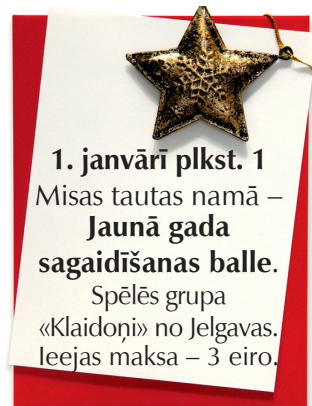 1. janvārī plkst. 1
Misas tautas namā –
Jaunā gada
sagaidīšanas balle.
Spēlēs grupa
«Klaidoņi» no Jelgavas.
Ieejas maksa – 3 eiro.